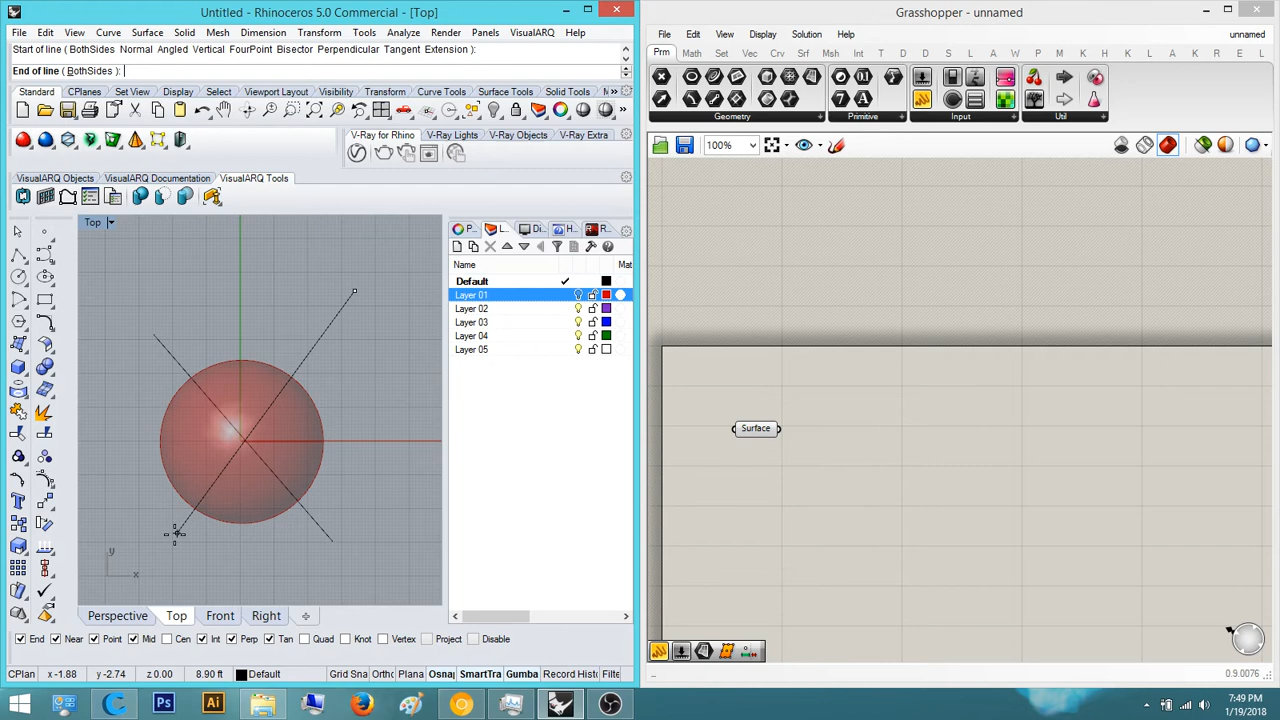 Untitled - Rhinoceros 5.0 Commercial - [Top]
File Edit View Curve Surface Solid Mesh Dimension Transform Tools Analyze Render Panels VisualARQ Help
Start of line ( BothSides Normal Angled Vertical FourPoint Bisector Perpendicular Tangent Extension ):
End of line ( BothSides ):
Standard CPlanes Set View Display Select Viewport Layout Visibility Transform Curve Tools Surface Tools Solid Tools
V-Ray for Rhino V-Ray Lights V-Ray Objects V-Ray Extra
VisualARQ Objects VisualARQ Documentation VisualARQ Tools
Top
P... L... Di... H... R...
Name Mat
Default
Layer 01
Layer 02
Layer 03
Layer 04
Layer 05
y
x
Perspective Top Front Right
End Near Point Mid Cen Int Perp Tan Quad Knot Vertex Project Disable
CPlan x -1.88 y -2.74 z 0.00 8.90 ft Default Grid Sna Ortho Plana Osna SmartTra Gumba Record Histo Filte
Grasshopper - unnamed
File Edit View Display Solution Help unnamed
Prm Math Set Vec Crv Srf Msh Int T D S M W K P M H K E L
Geometry Primitive Input Util
100%
Surface
0.9.0076
Ps Ai
7:49 PM
1/19/2018